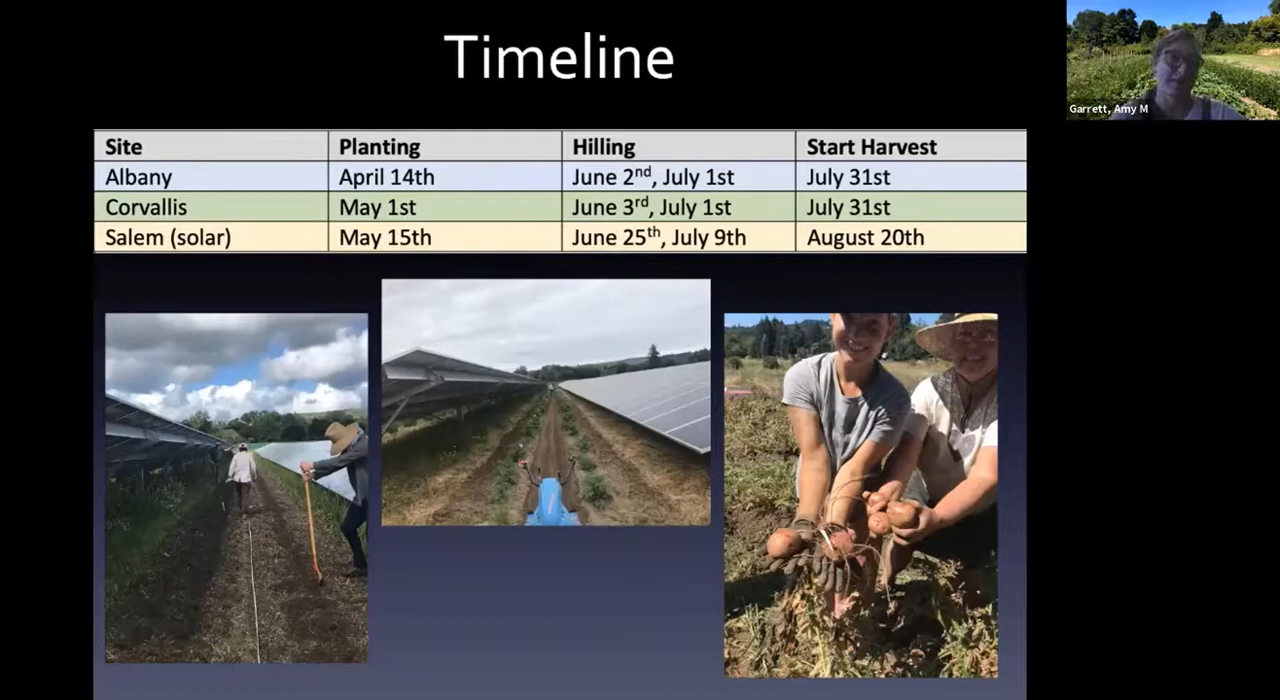 Timeline
Garrett, Amy M
Site Planting Hilling Start Harvest
Albany April 14th June 2nd, July 1st July 31st
Corvallis May 1st June 3rd, July 1st July 31st
Salem (solar) May 15th June 25th, July 9th August 20th